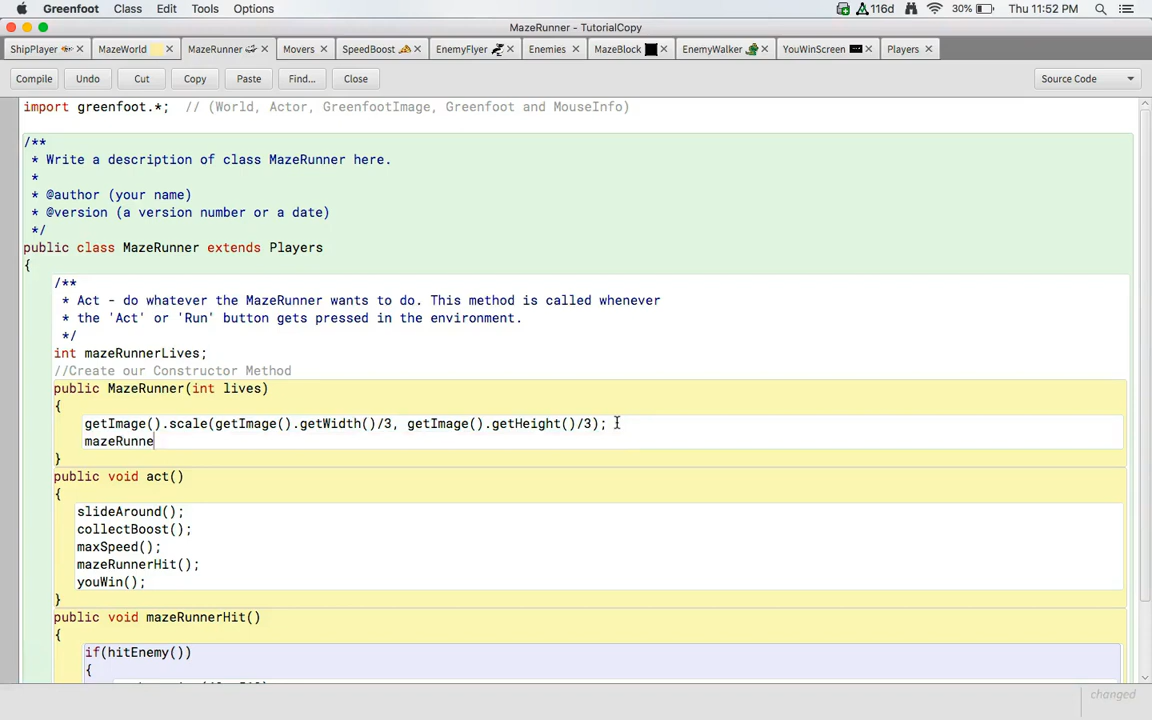 Greenfoot Class Edit Tools Options 116d 30% Thu 11:52 PM
MazeRunner - TutorialCopy
ShipPlayer MazeWorld MazeRunner Movers SpeedBoost EnemyFlyer Enemies MazeBlock EnemyWalker YouWinScreen Players
Compile Undo Cut Copy Paste Find... Close Source Code
import greenfoot.*; // (World, Actor, GreenfootImage, Greenfoot and MouseInfo)
/**
* Write a description of class MazeRunner here.
*
* @author (your name)
* @version (a version number or a date)
*/
public class MazeRunner extends Players
{
/**
* Act - do whatever the MazeRunner wants to do. This method is called whenever
* the 'Act' or 'Run' button gets pressed in the environment.
*/
int mazeRunnerLives;
//Create our Constructor Method
public MazeRunner(int lives)
{
getImage().scale(getImage().getWidth()/3, getImage().getHeight()/3);
mazeRunne
}
public void act()
{
slideAround();
collectBoost();
maxSpeed();
mazeRunnerHit();
youWin();
}
public void mazeRunnerHit()
{
if(hitEnemy())
{
changed